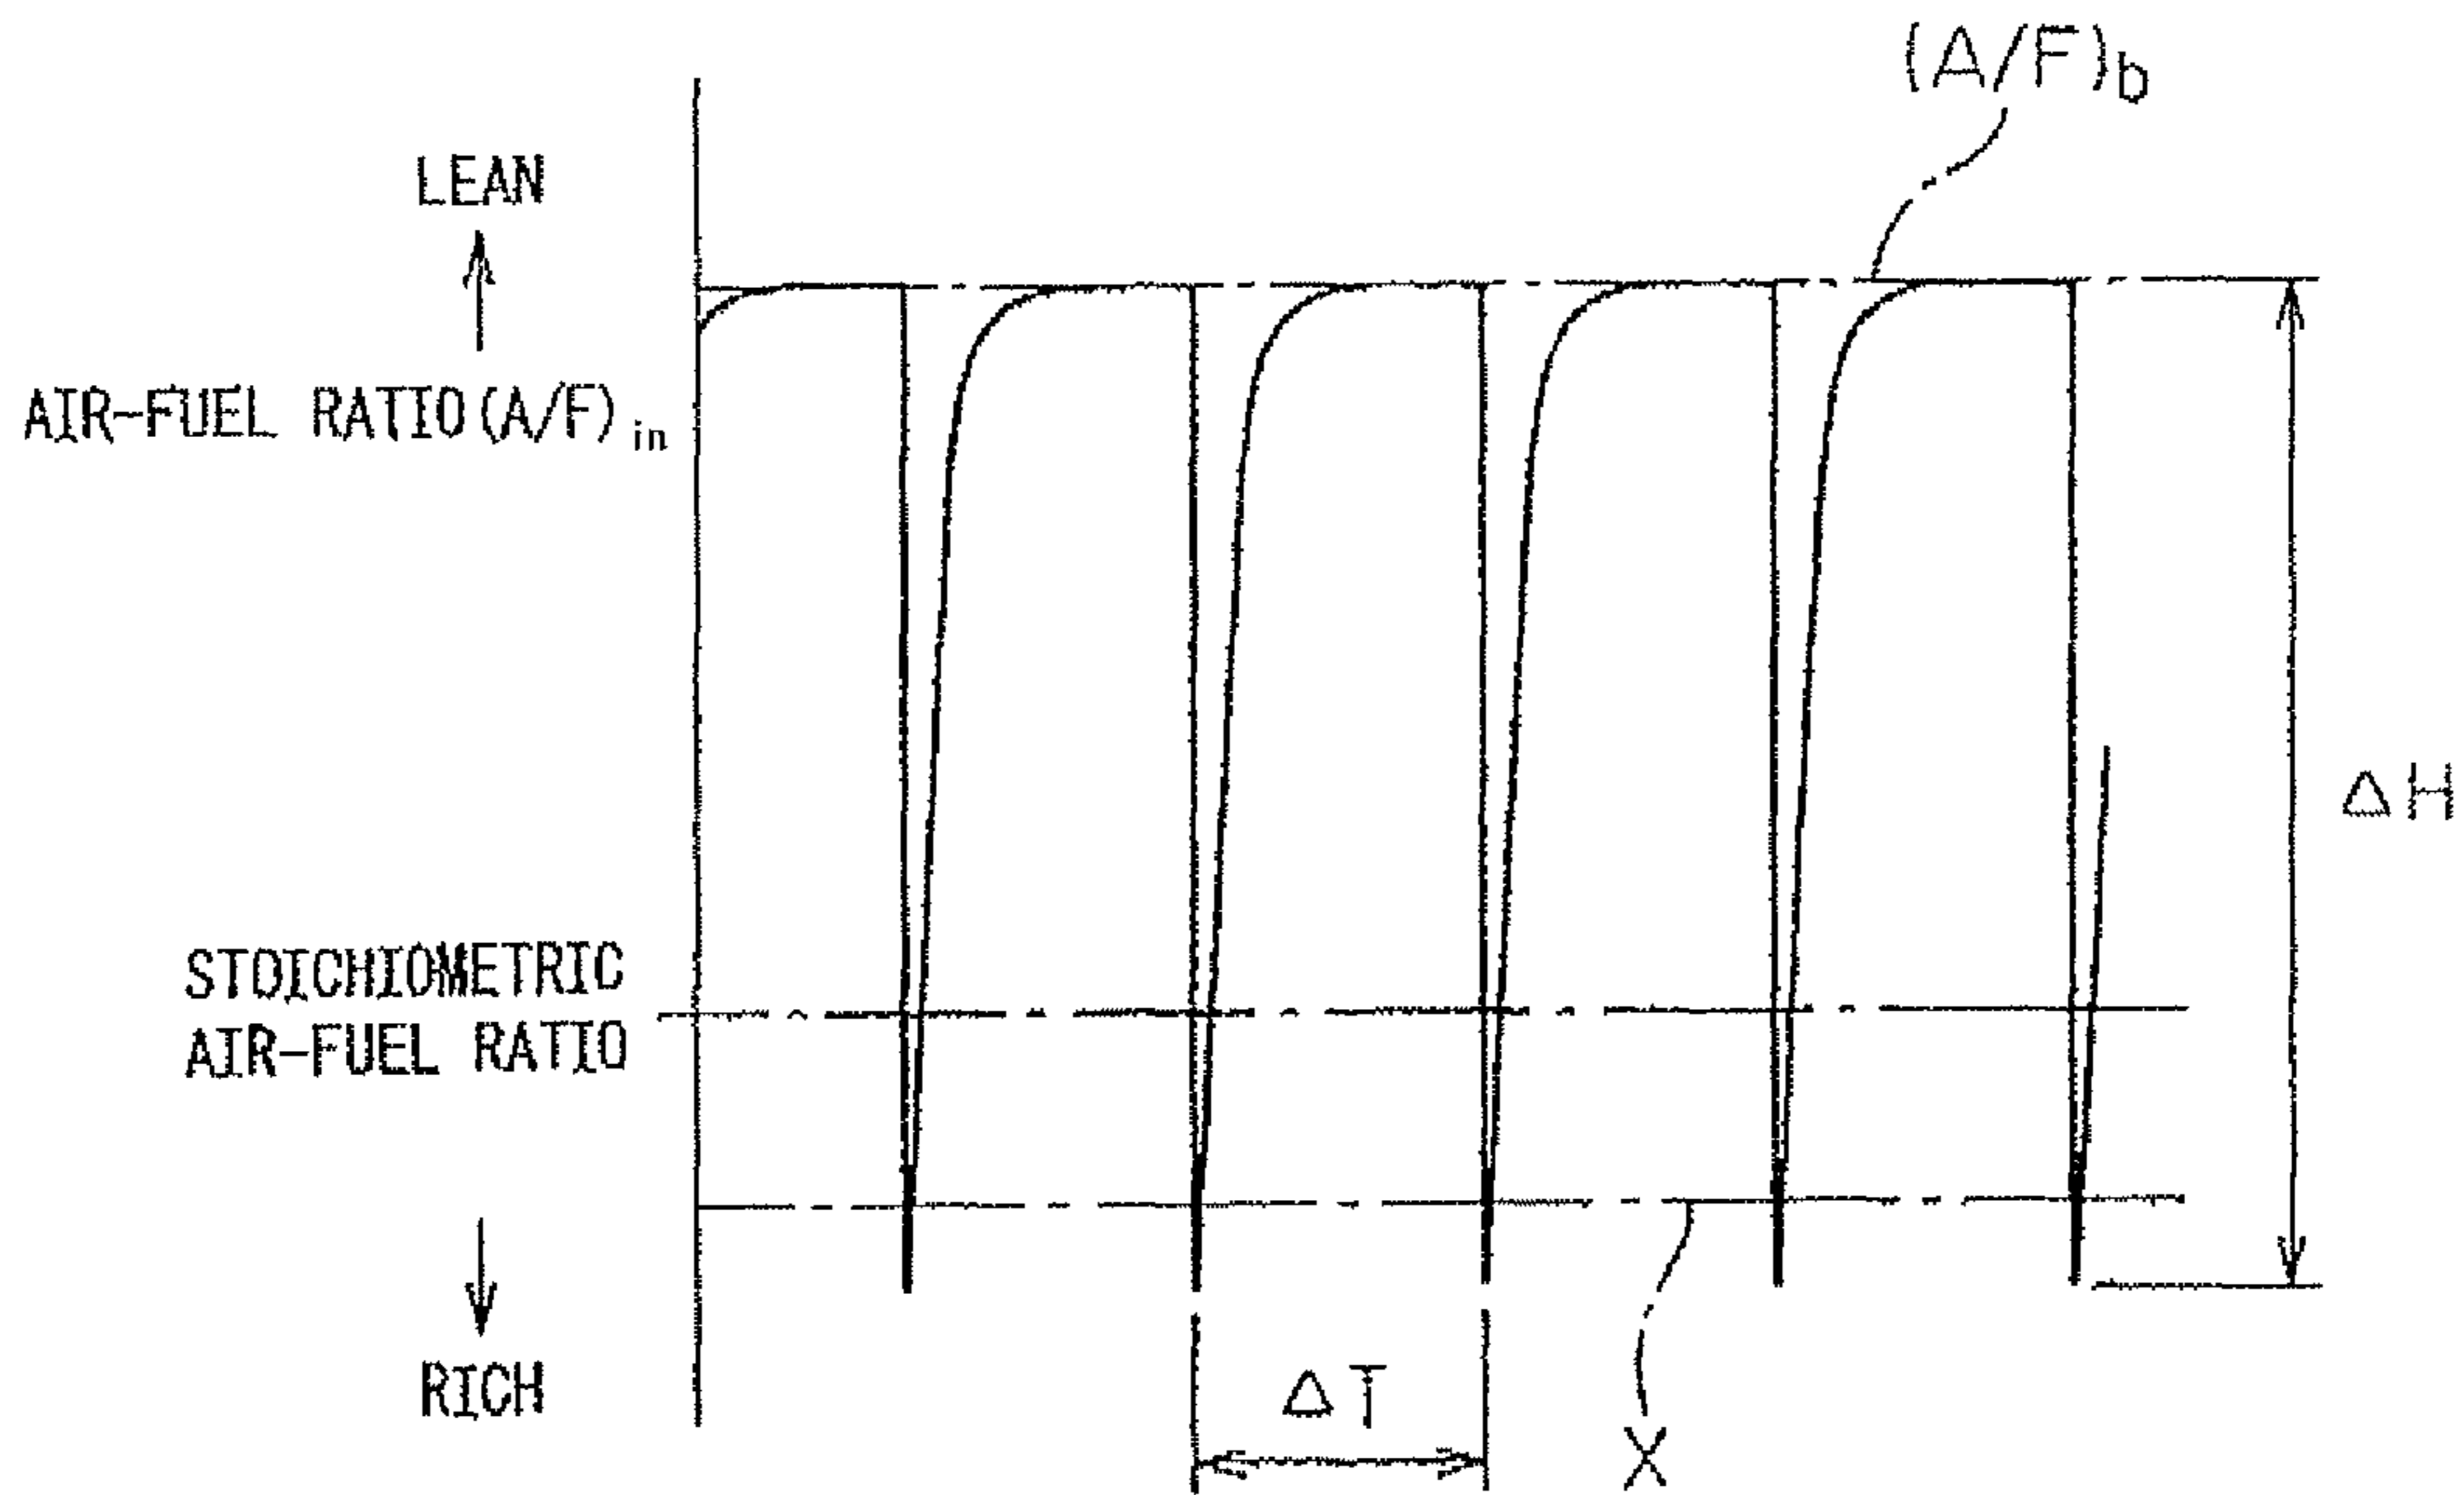 (A/F)b
LEAN
AIR-FUEL RATIO (A/F) in
ΔH
STOICHIOMETRIC
AIR-FUEL RATIO
RICH
ΔT
X